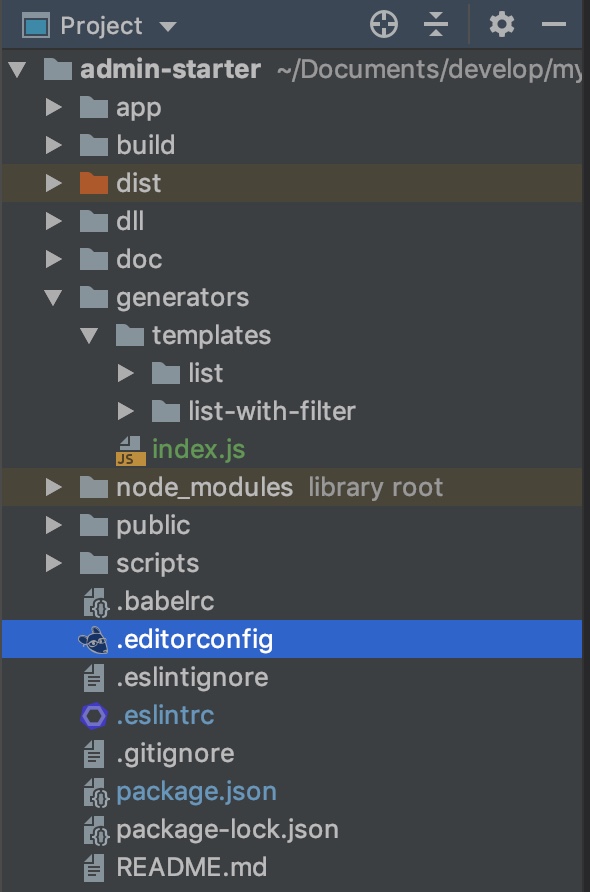 Project
admin-starter ~/Documents/develop/my
app
build
dist
dll
doc
generators
templates
list
list-with-filter
JS index.js
node_modules library root
public
scripts
.babelrc
.editorconfig
.eslintignore
.eslintrc
.gitignore
package.json
package-lock.json
README.md